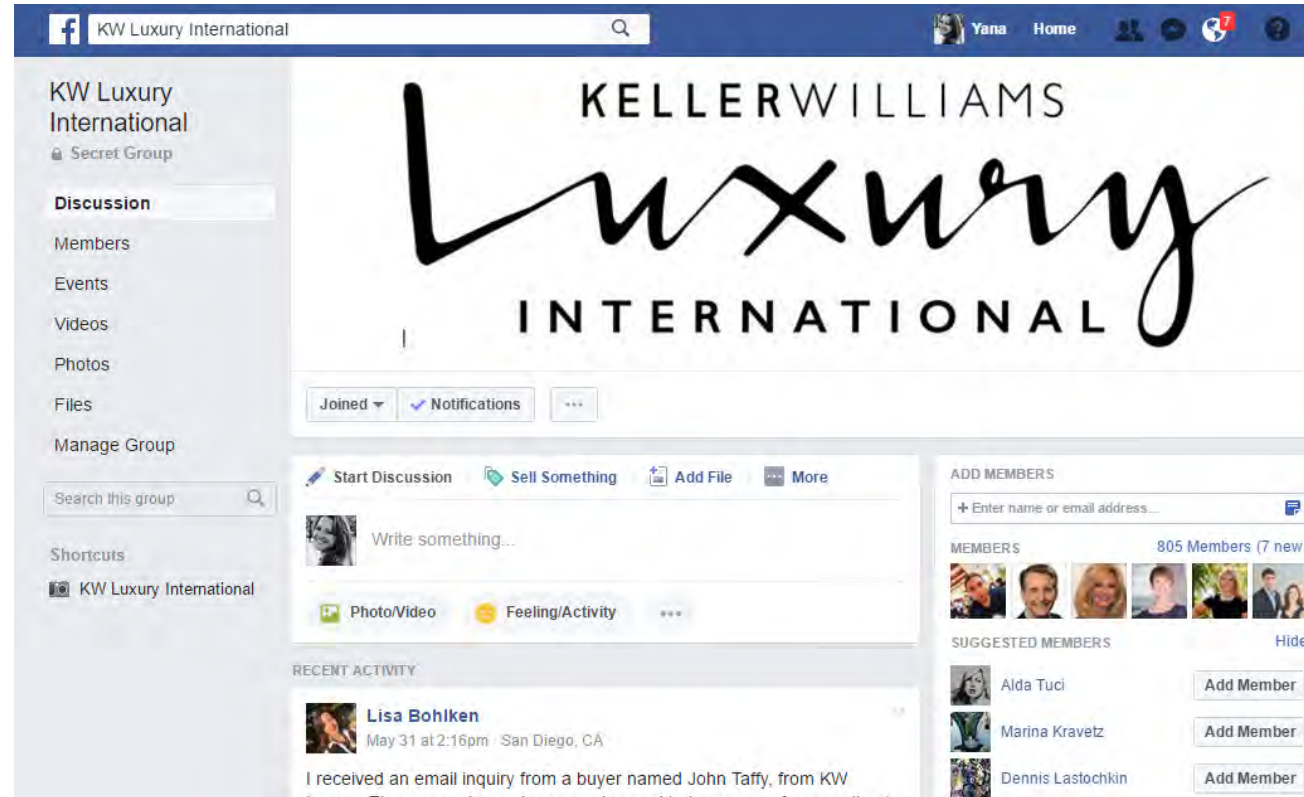 KW Luxury International
Yana Home 7
KW Luxury
International
Secret Group
Discussion
Members
Events
Videos
Photos
Files
Manage Group
Search this group
Shortcuts
KW Luxury International
KELLERWILLIAMS
Luxury
INTERNATIONAL
Joined Notifications
Start Discussion Sell Something Add File More
Write something...
Photo/Video Feeling/Activity
RECENT ACTIVITY
Lisa Bohlken
May 31 at 2:16pm · San Diego, CA
I received an email inquiry from a buyer named John Taffy, from KW
ADD MEMBERS
+ Enter name or email address...
MEMBERS 805 Members (7 new
SUGGESTED MEMBERS Hide
Alda Tuci Add Member
Marina Kravetz Add Member
Dennis Lastochkin Add Member